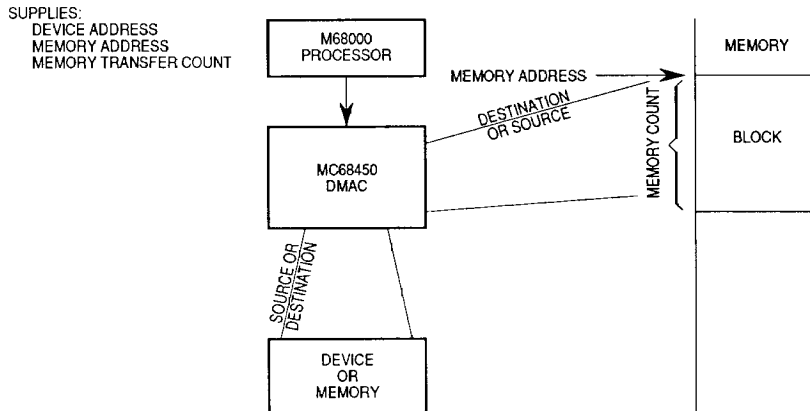 SUPPLIES:
DEVICE ADDRESS
MEMORY ADDRESS
MEMORY TRANSFER COUNT
M68000
PROCESSOR
MEMORY
MEMORY ADDRESS
DESTINATION
OR SOURCE
MEMORY COUNT
BLOCK
MC68450
DMAC
SOURCE OR
DESTINATION
DEVICE
OR
MEMORY